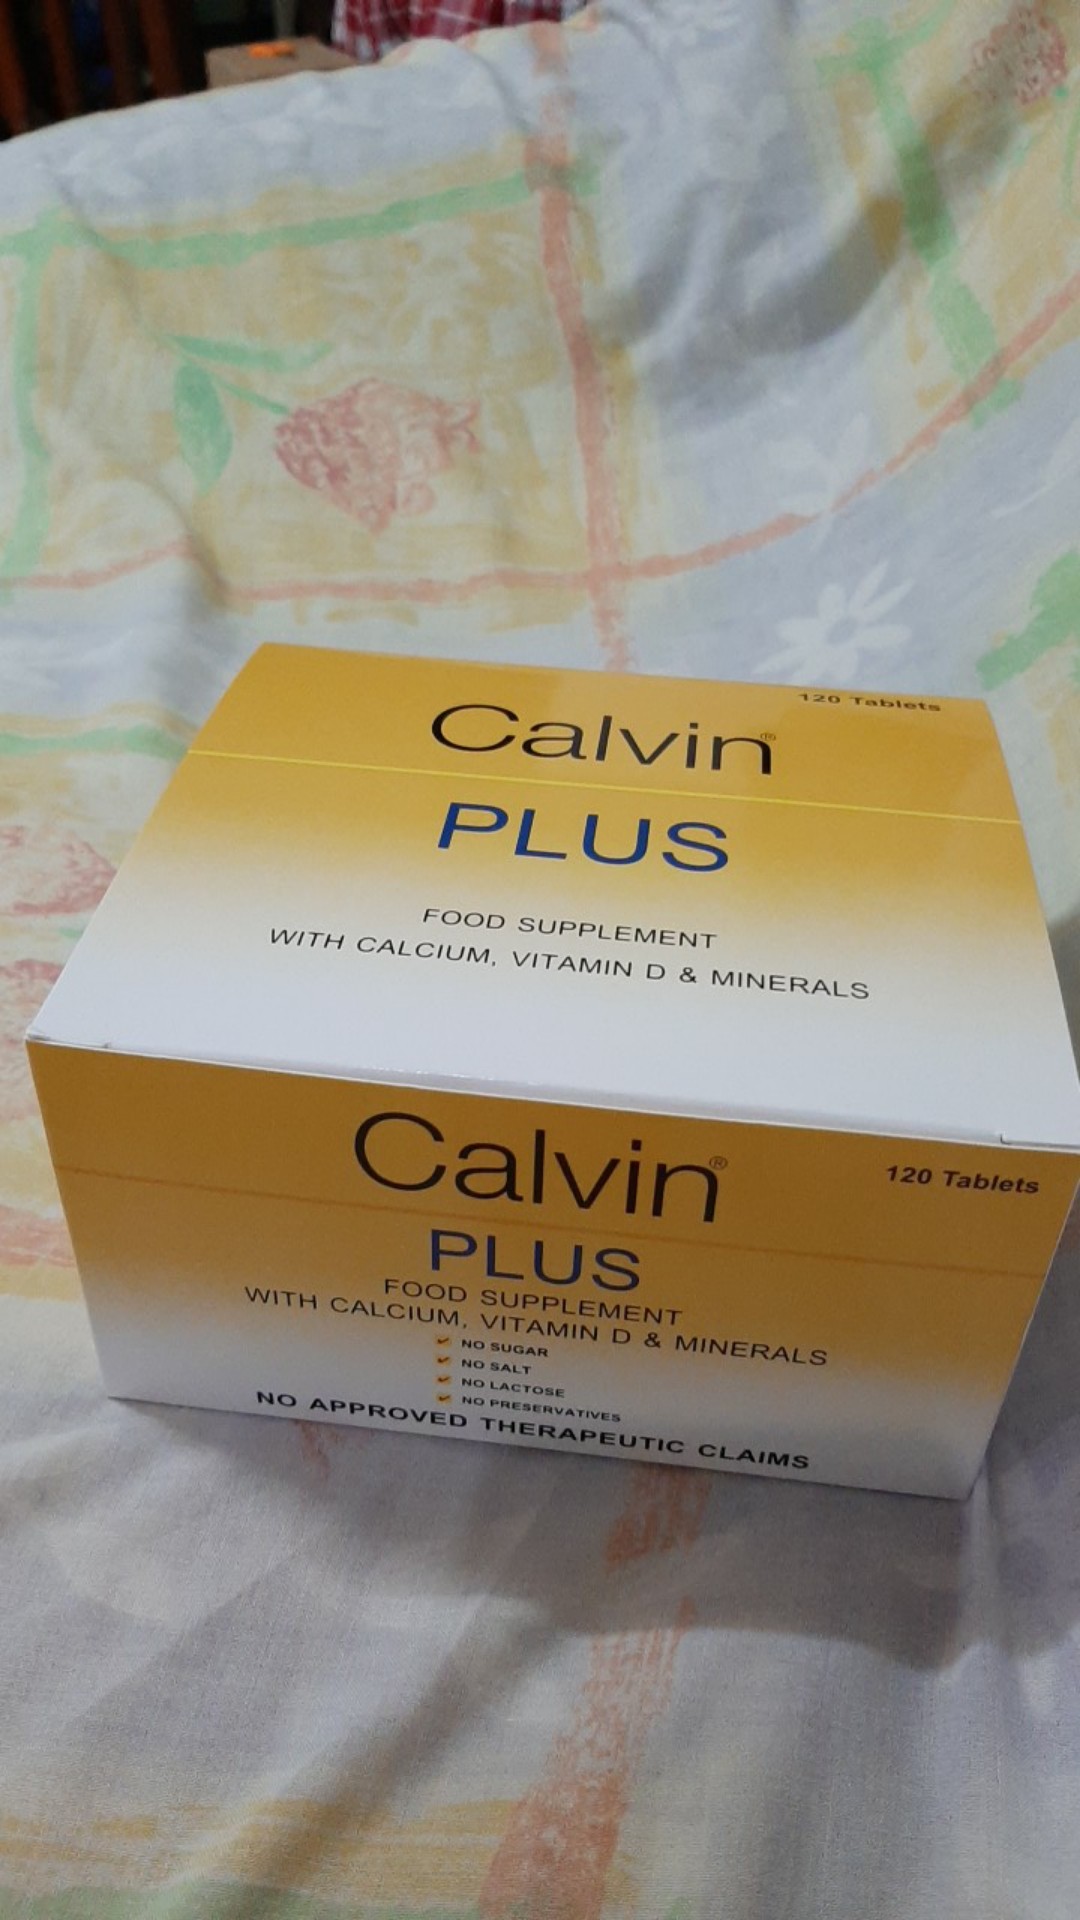 120 Tablets
Calvin®
PLUS
FOOD SUPPLEMENT
WITH CALCIUM, VITAMIN D & MINERALS
Calvin®
120 Tablets
PLUS
FOOD SUPPLEMENT
WITH CALCIUM, VITAMIN D & MINERALS
NO SUGAR
NO SALT
NO LACTOSE
NO PRESERVATIVES
NO APPROVED THERAPEUTIC CLAIMS